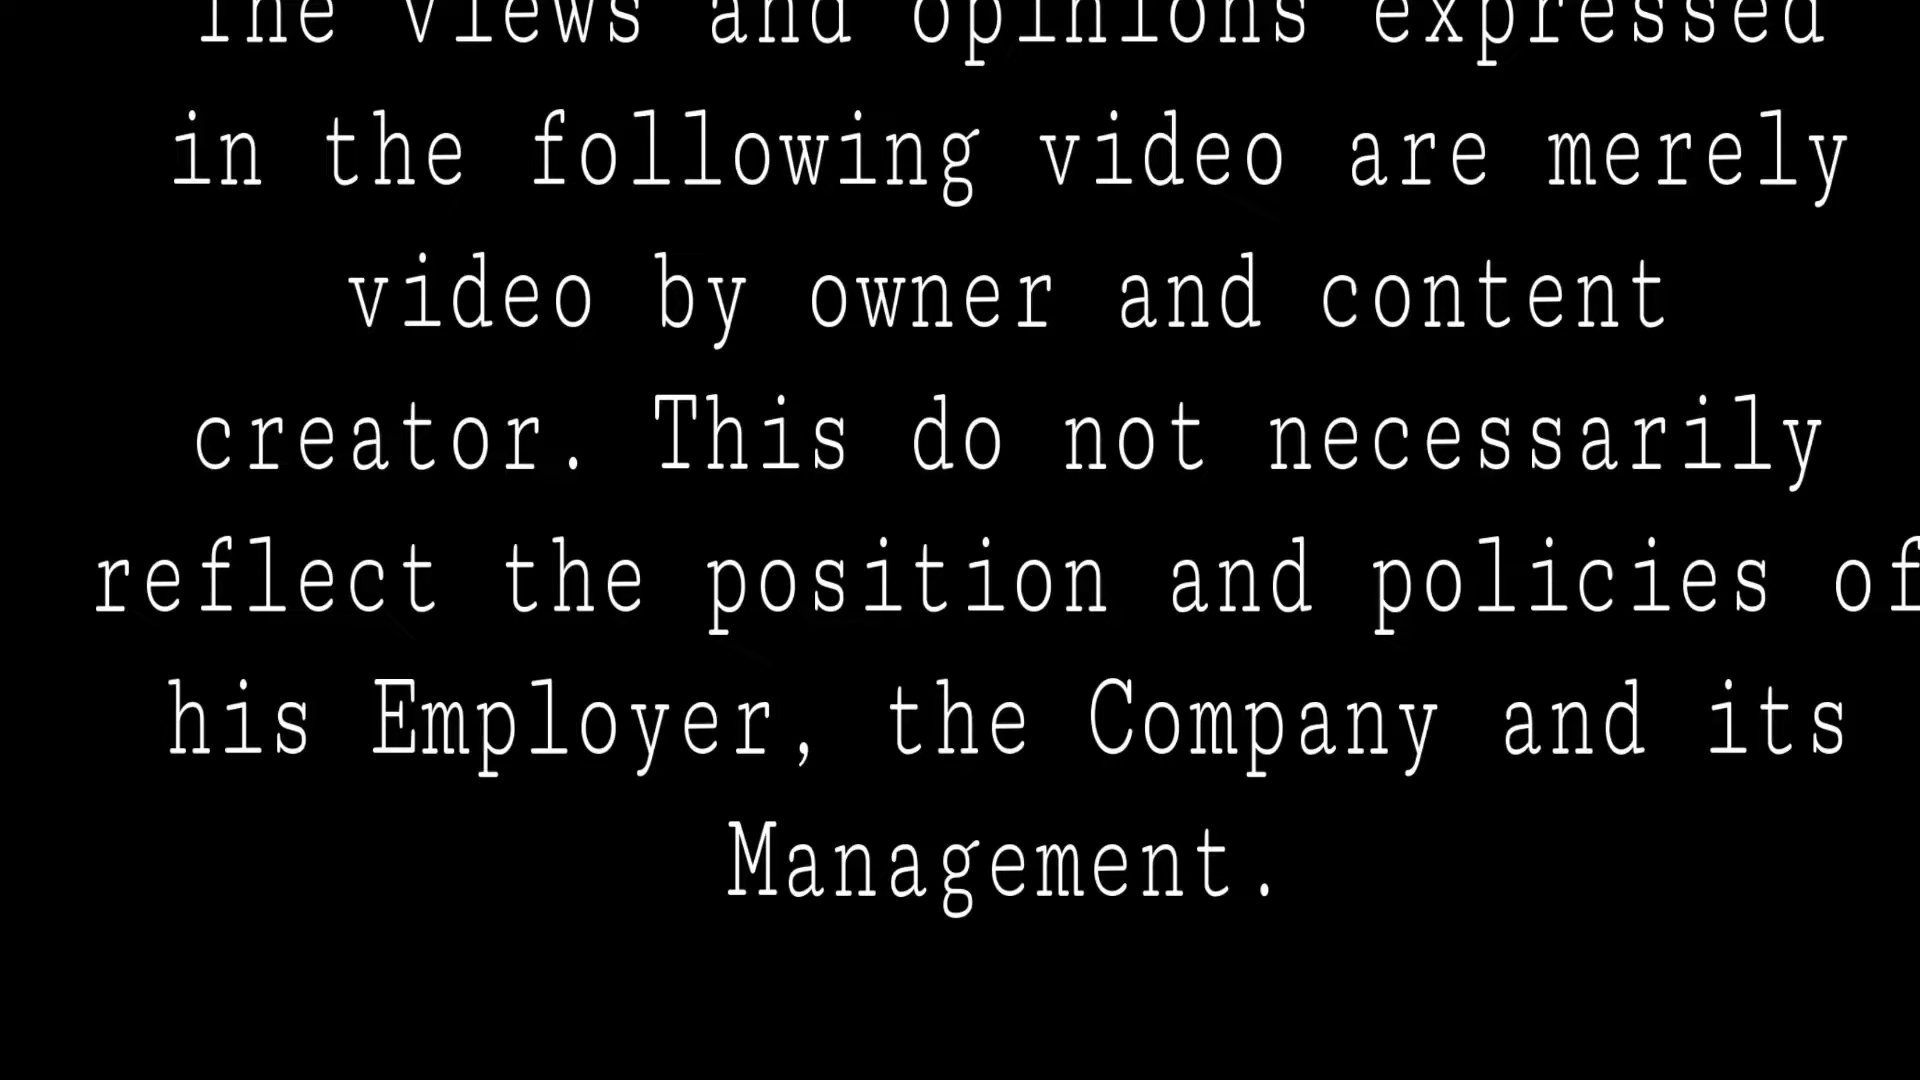 The views and opinions expressed
in the following video are merely
video by owner and content
creator. This do not necessarily
reflect the position and policies of
his Employer, the Company and its
Management.